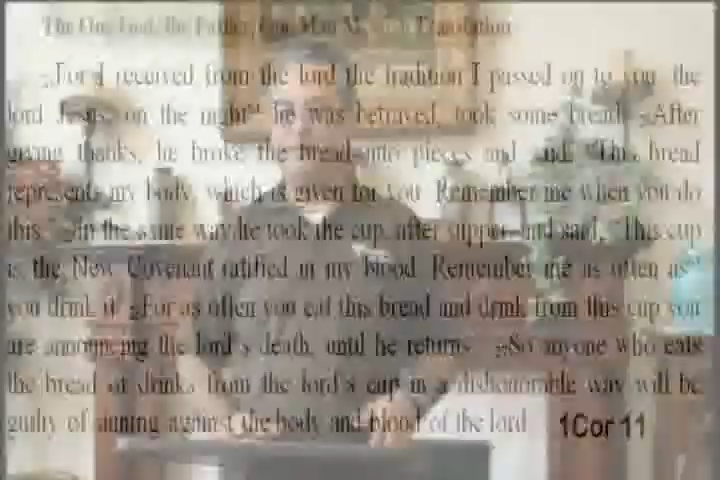 The One God, the Father, One Man M Translation
For I received from the lord the tradition I passed on to you: the
lord Jesus, on the night he was betrayed, took some bread. After
giving thanks, he broke the bread into pieces and said, "This bread
represents my body, which is given for you. Remember me when you do
this." In the same way he took the cup after supper and said, "This cup
is the New Covenant ratified in my blood. Remember me as often as
you drink it. For as often you eat this bread and drink from this cup you
are announcing the lord's death, until he returns. So anyone who eats
the bread or drinks from the lord's cup in a dishonorable way will be
guilty of sinning against the body and blood of the lord
1Cor 11